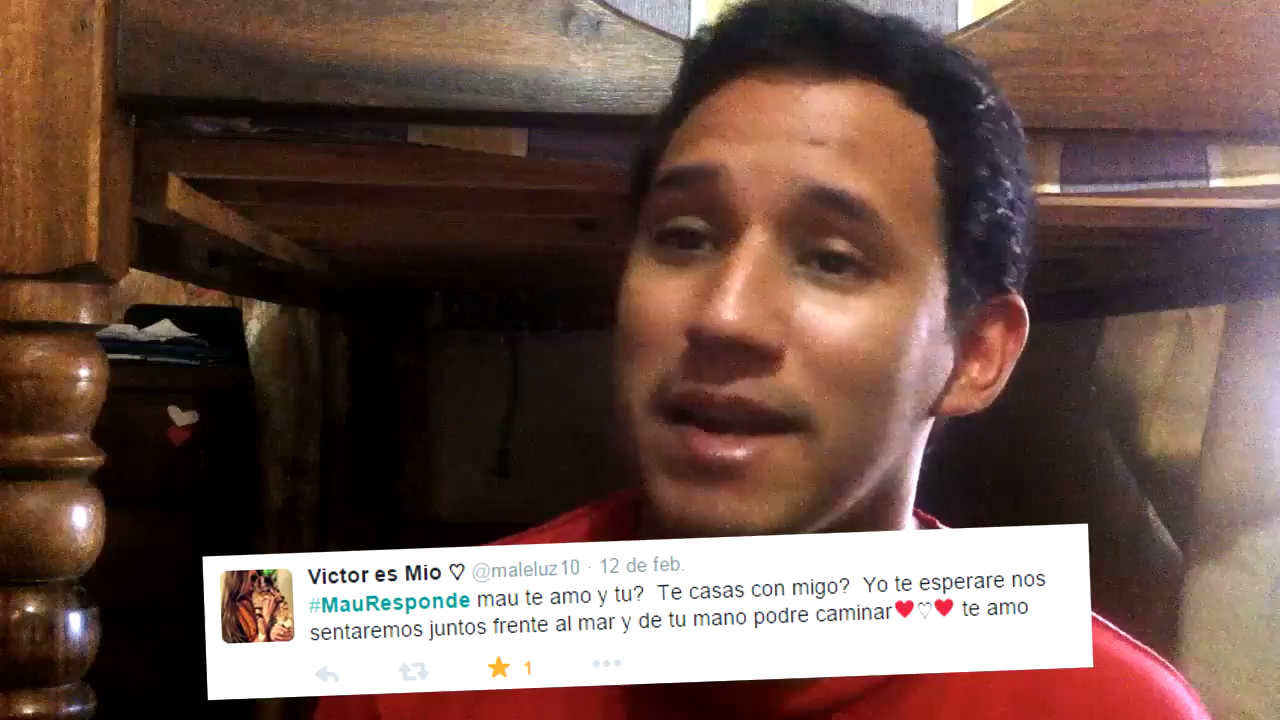 Victor es Mio ♡ @maleluz10 · 12 de feb.
#MauResponde mau te amo y tu? Te casas con migo? Yo te esperare nos
sentaremos juntos frente al mar y de tu mano podre caminar♥♡♥ te amo
1